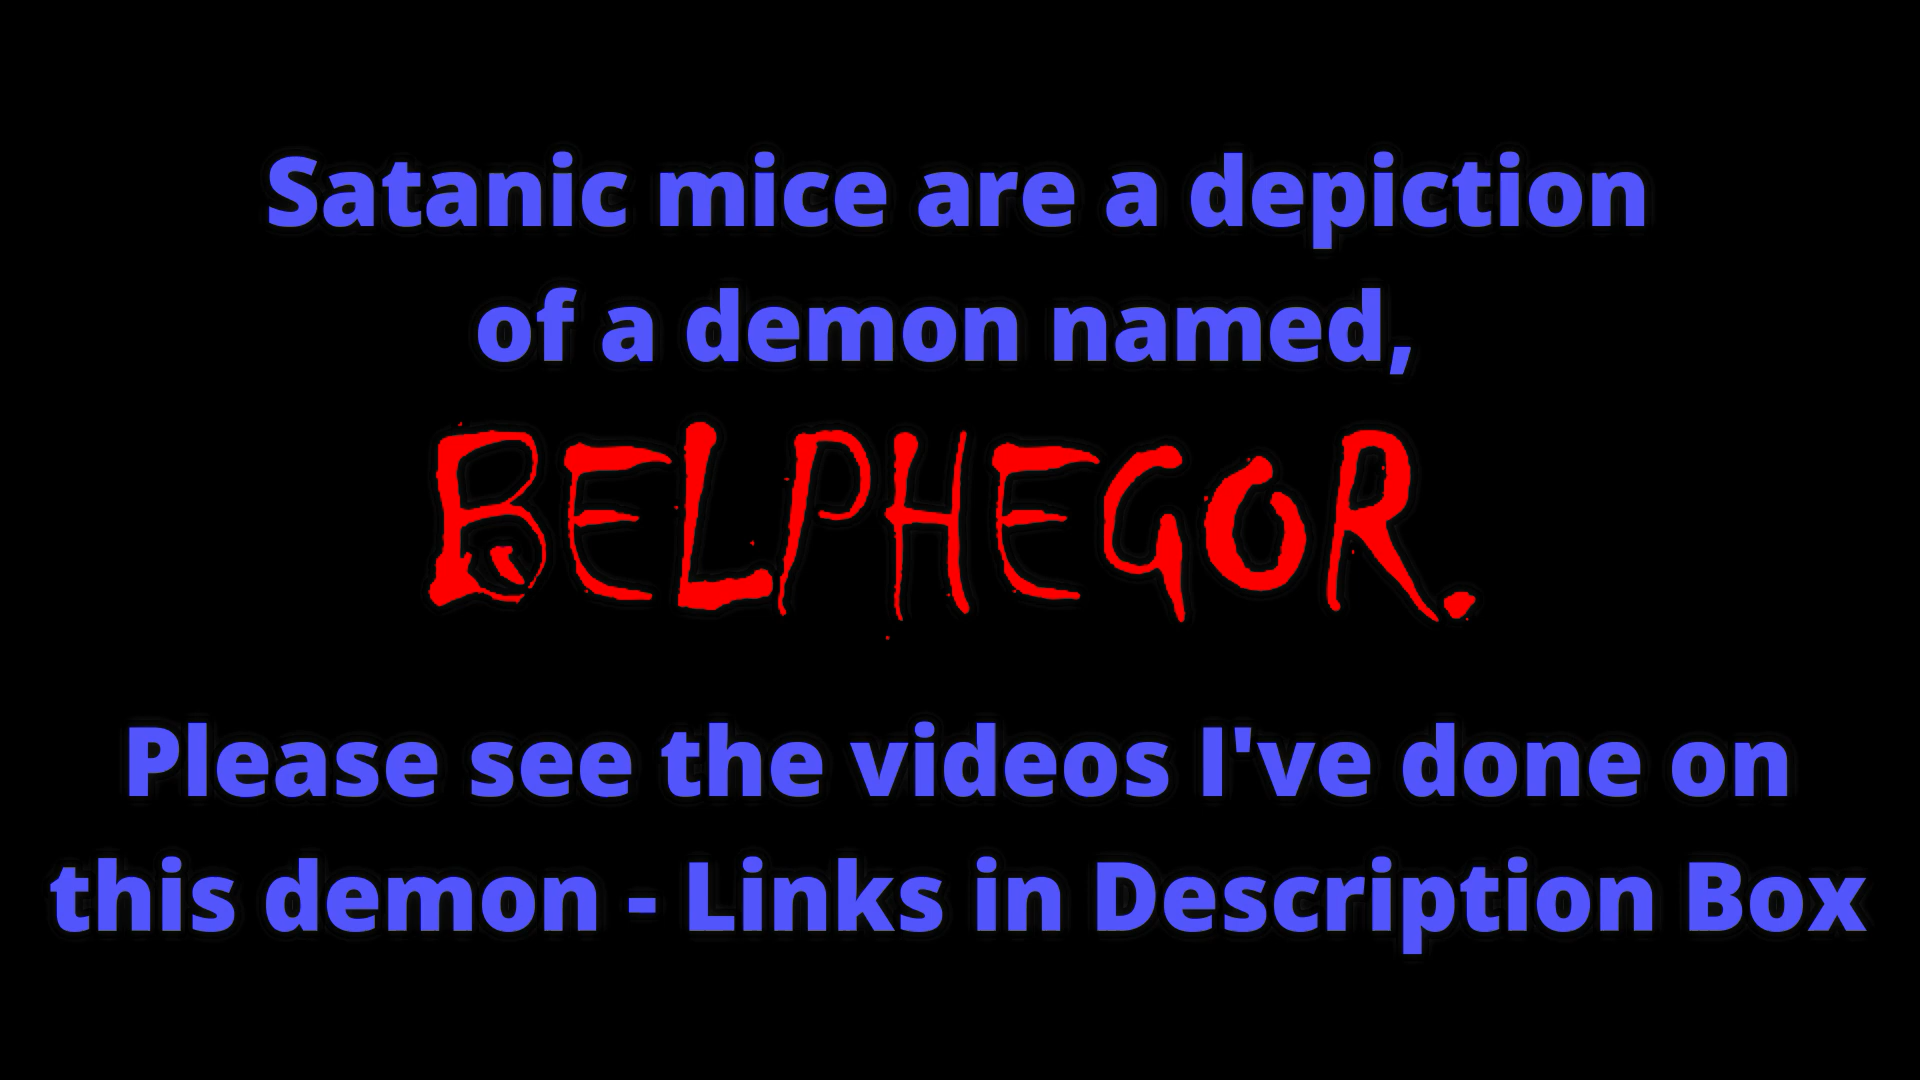 Satanic mice are a depiction
of a demon named,
BELPHEGOR.
Please see the videos I've done on
this demon - Links in Description Box